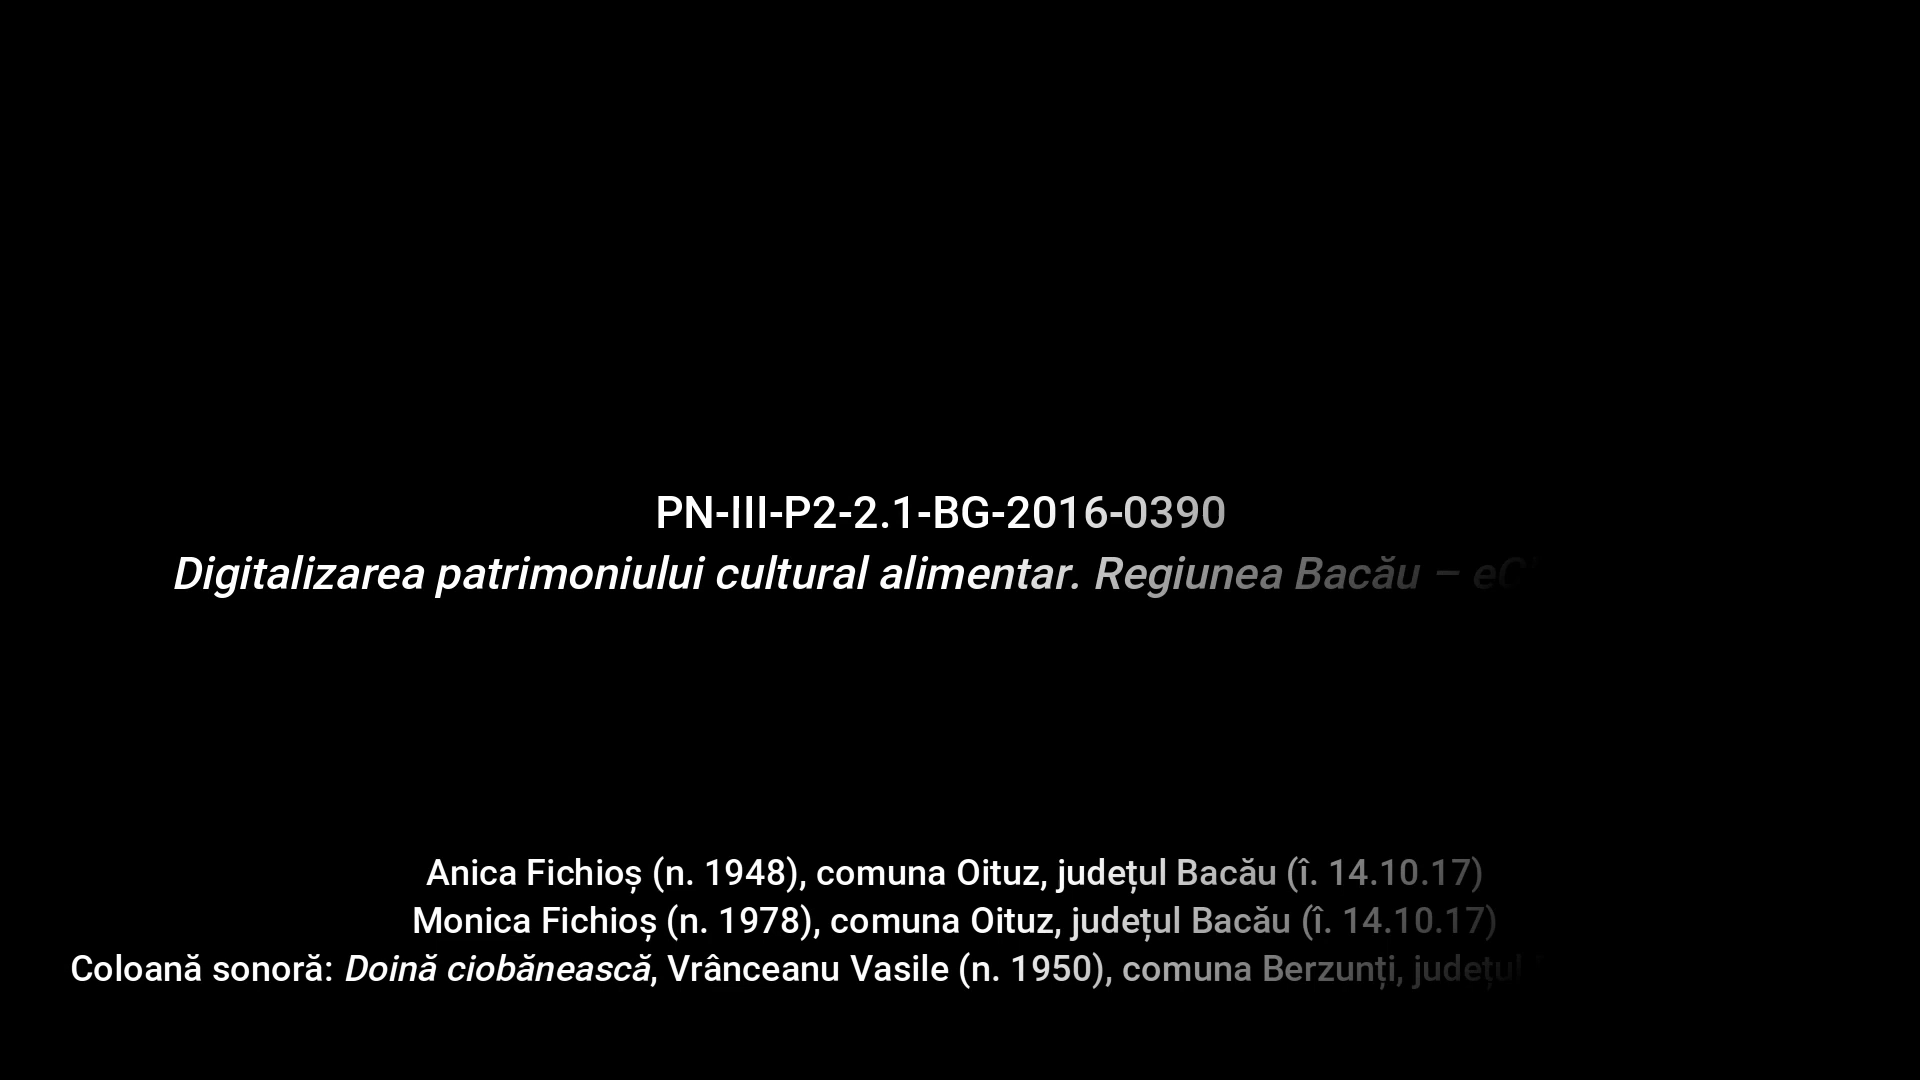 PN-III-P2-2.1-BG-2016-0390
Digitalizarea patrimoniului cultural alimentar. Regiunea Bacău –
Anica Fichioș (n. 1948), comuna Oituz, județul Bacău (î. 14.10.17)
Monica Fichioș (n. 1978), comuna Oituz, județul Bacău (î. 14.10.17)
Coloană sonoră: Doină ciobănească, Vrânceanu Vasile (n. 1950), comuna Berzunți, județul